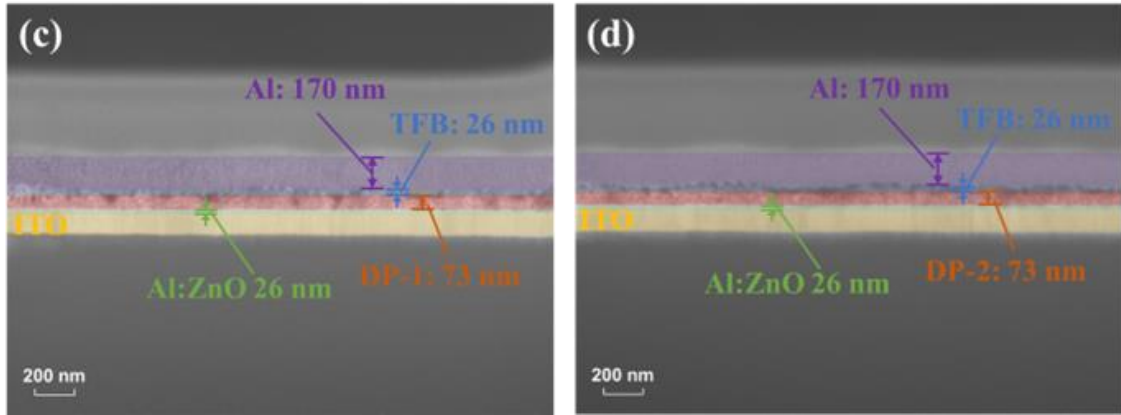 (c)
Al: 170 nm
TFB: 26 nm
ITO
DP-1: 73 nm
Al:ZnO 26 nm
200 nm
(d)
Al: 170 nm
TFB: 26 nm
ITO
DP-2: 73 nm
Al:ZnO 26 nm
200 nm